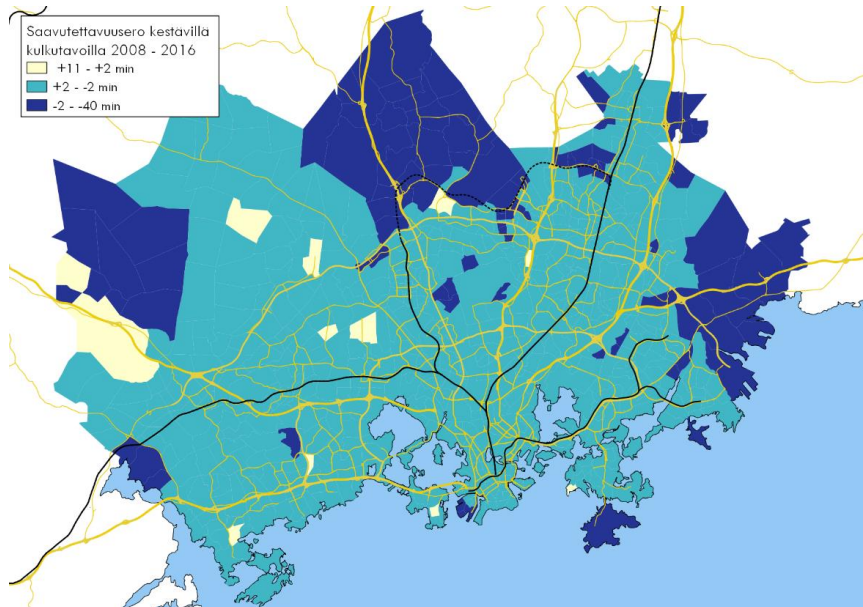 Saavutettavuusero kestävillä
kulkutavoilla 2008 - 2016
+11 - +2 min
+2 - -2 min
-2 - -40 min